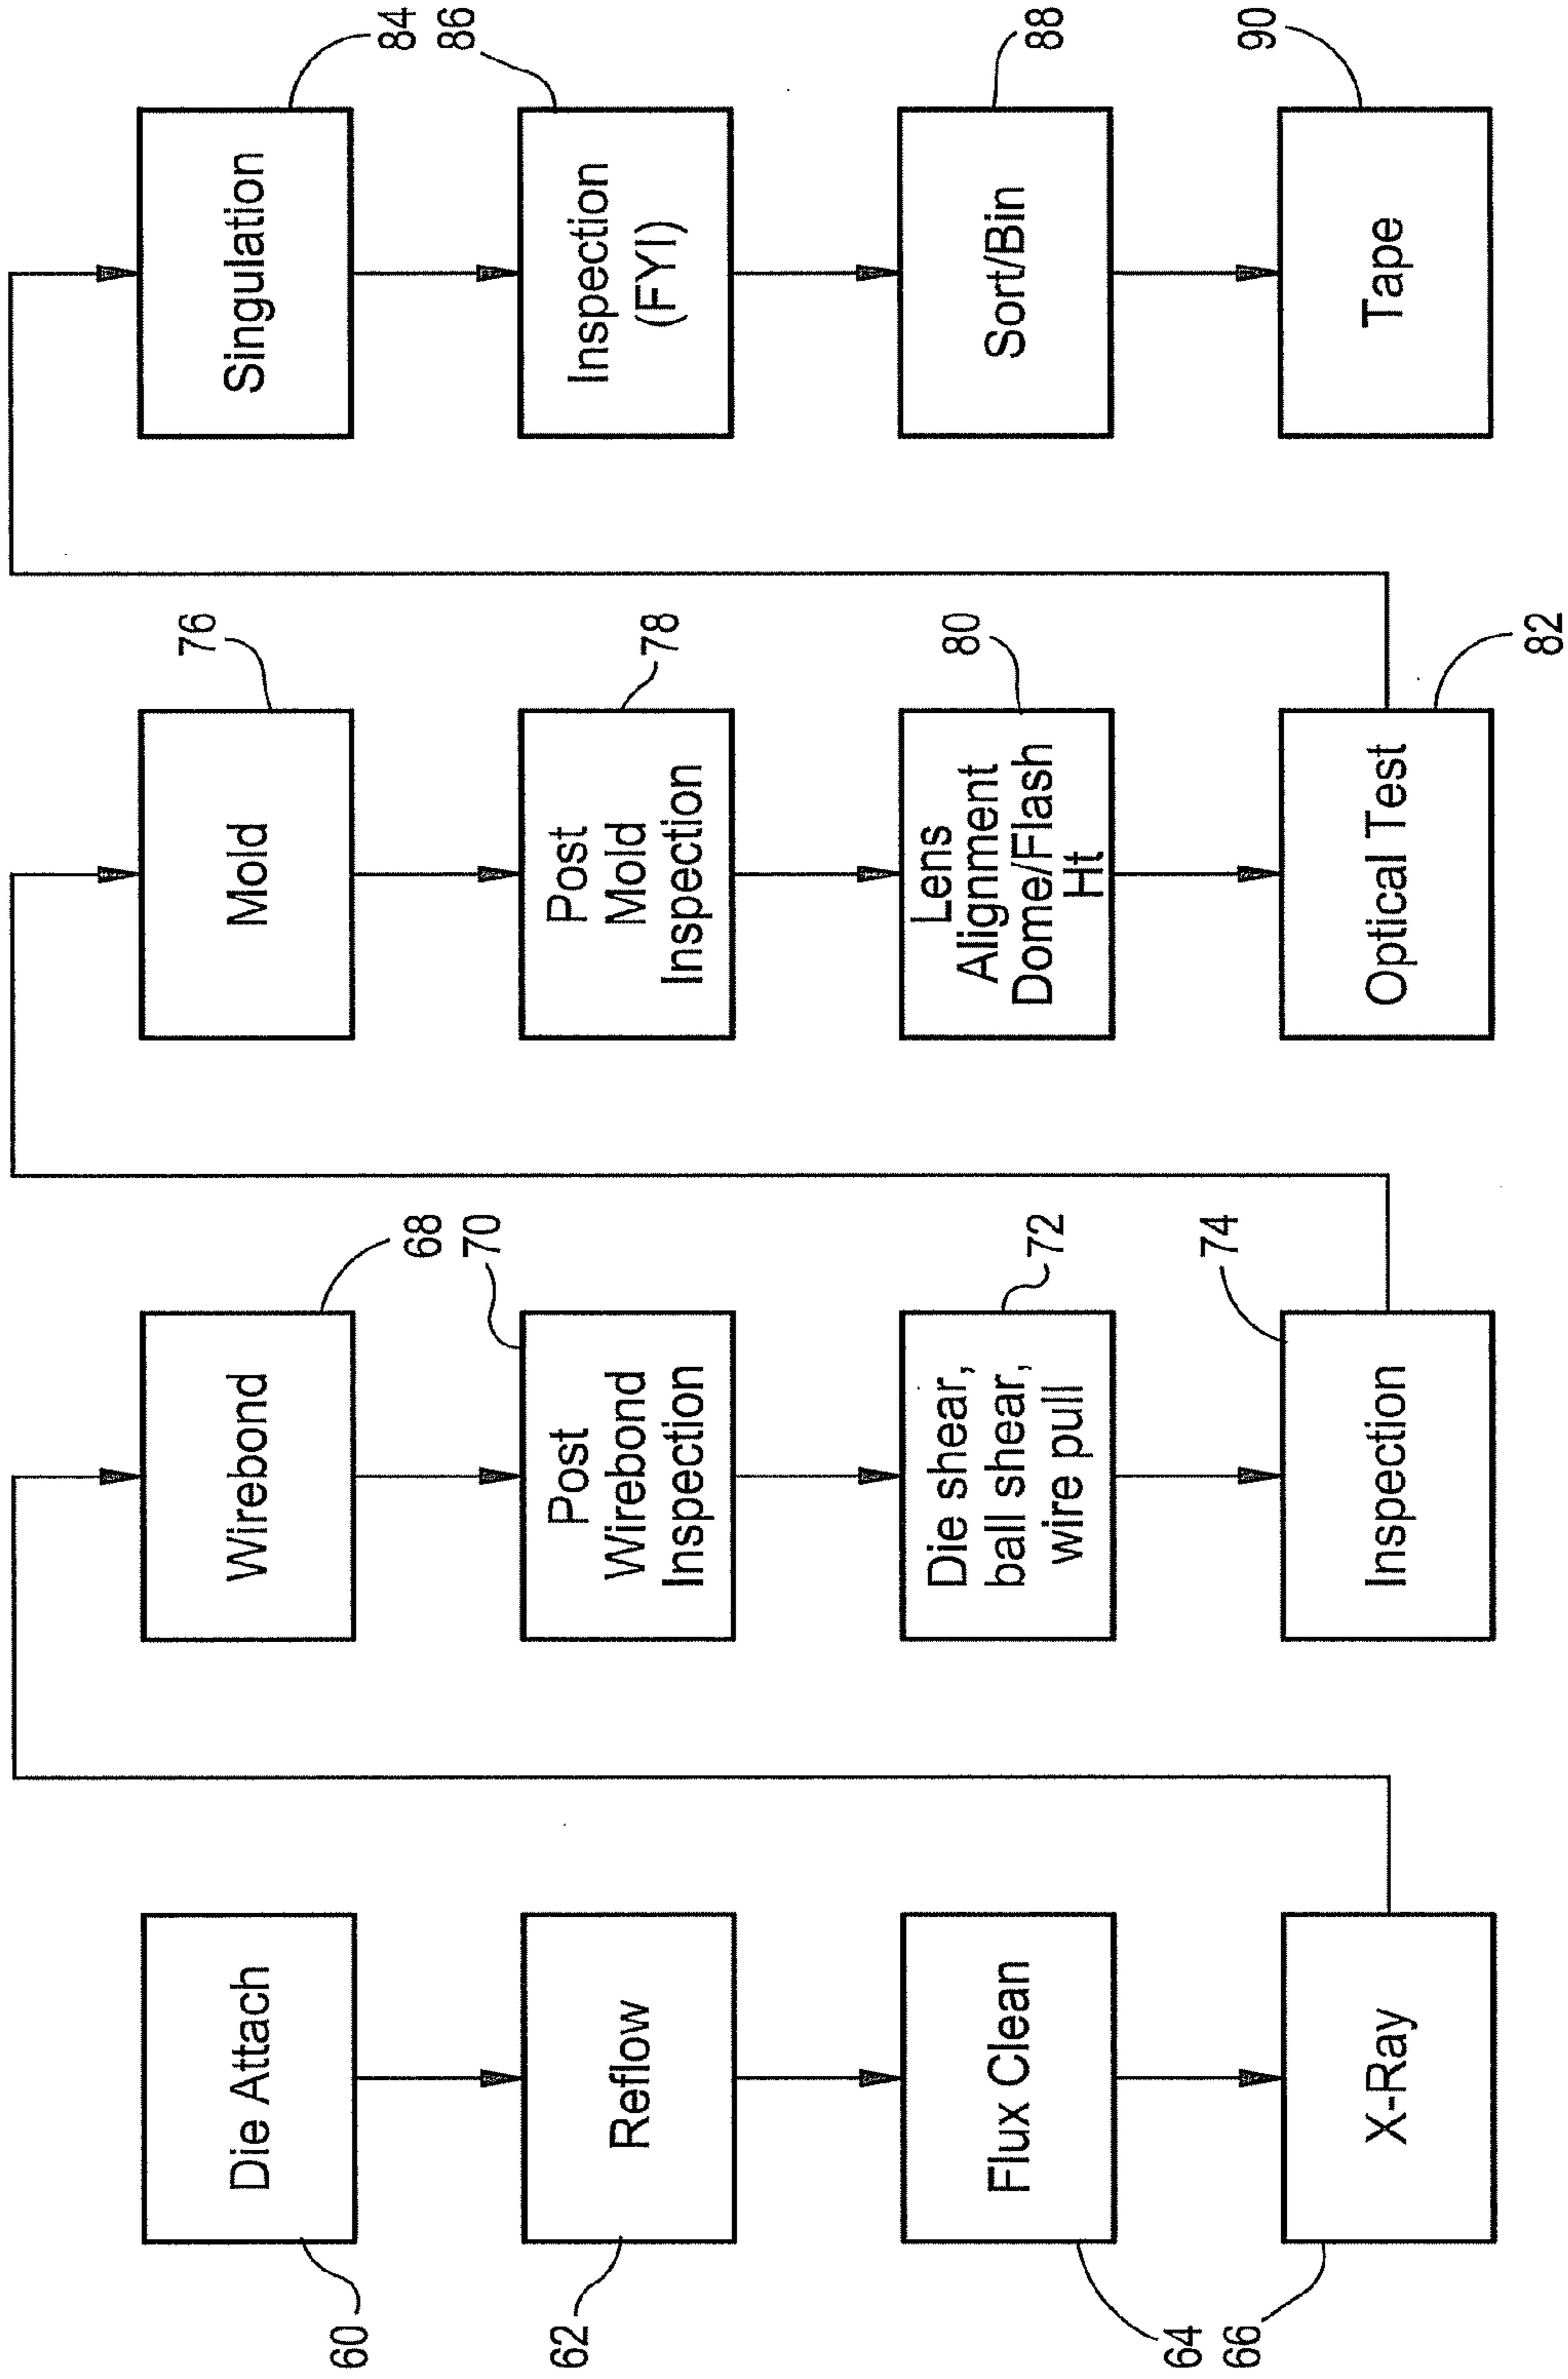 60
Die Attach
62
Reflow
64
Flux Clean
66
X-Ray
68
Wirebond
70
Post
Wirebond
Inspection
72
Die shear,
ball shear,
wire pull
74
Inspection
76
Mold
78
Post
Mold
Inspection
80
Lens
Alignment
Dome/Flash
Ht
82
Optical Test
84
Singulation
86
Inspection
(FYI)
88
Sort/Bin
90
Tape